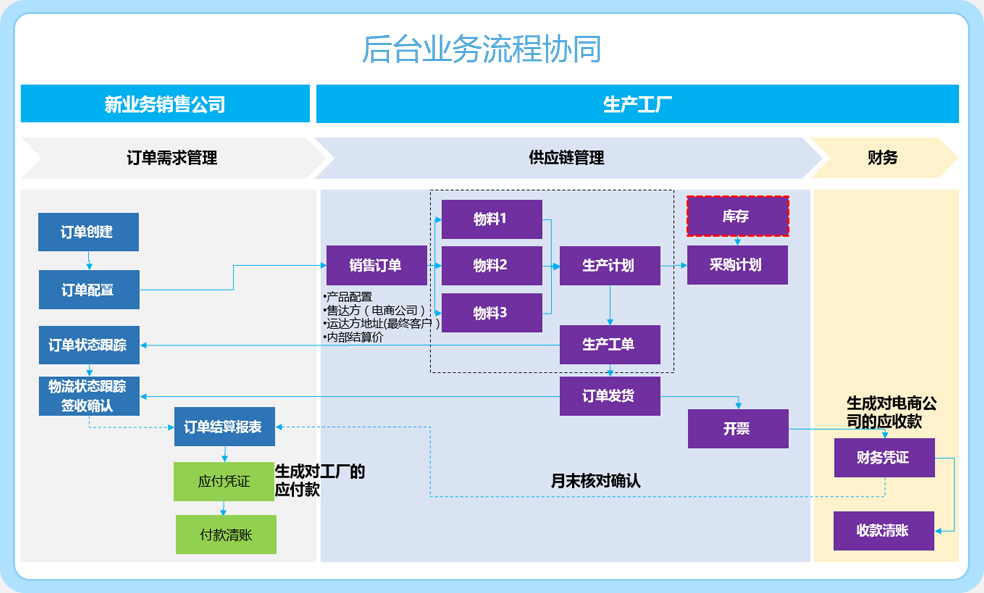 后台业务流程协同
新业务销售公司
生产工厂
订单需求管理
供应链管理
财务
订单创建
订单配置
订单状态跟踪
物流状态跟踪
签收确认
订单结算报表
应付凭证
付款清账
生成对工厂的
应付款
销售订单
•产品配置
•售达方（电商公司）
•运达方地址(最终客户）
•内部结算价
物料1
物料2
物料3
生产计划
生产工单
订单发货
库存
采购计划
开票
月末核对确认
生成对电商公
司的应收款
财务凭证
收款清账